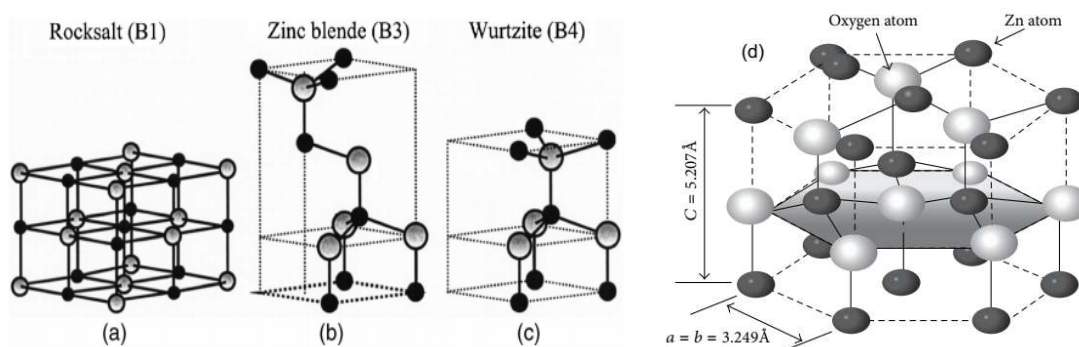 Rocksalt (B1)
Zinc blende (B3)
Wurtzite (B4)
(a)
(b)
(c)
(d)
Oxygen atom
Zn atom
C = 5.207Å
a = b = 3.249Å